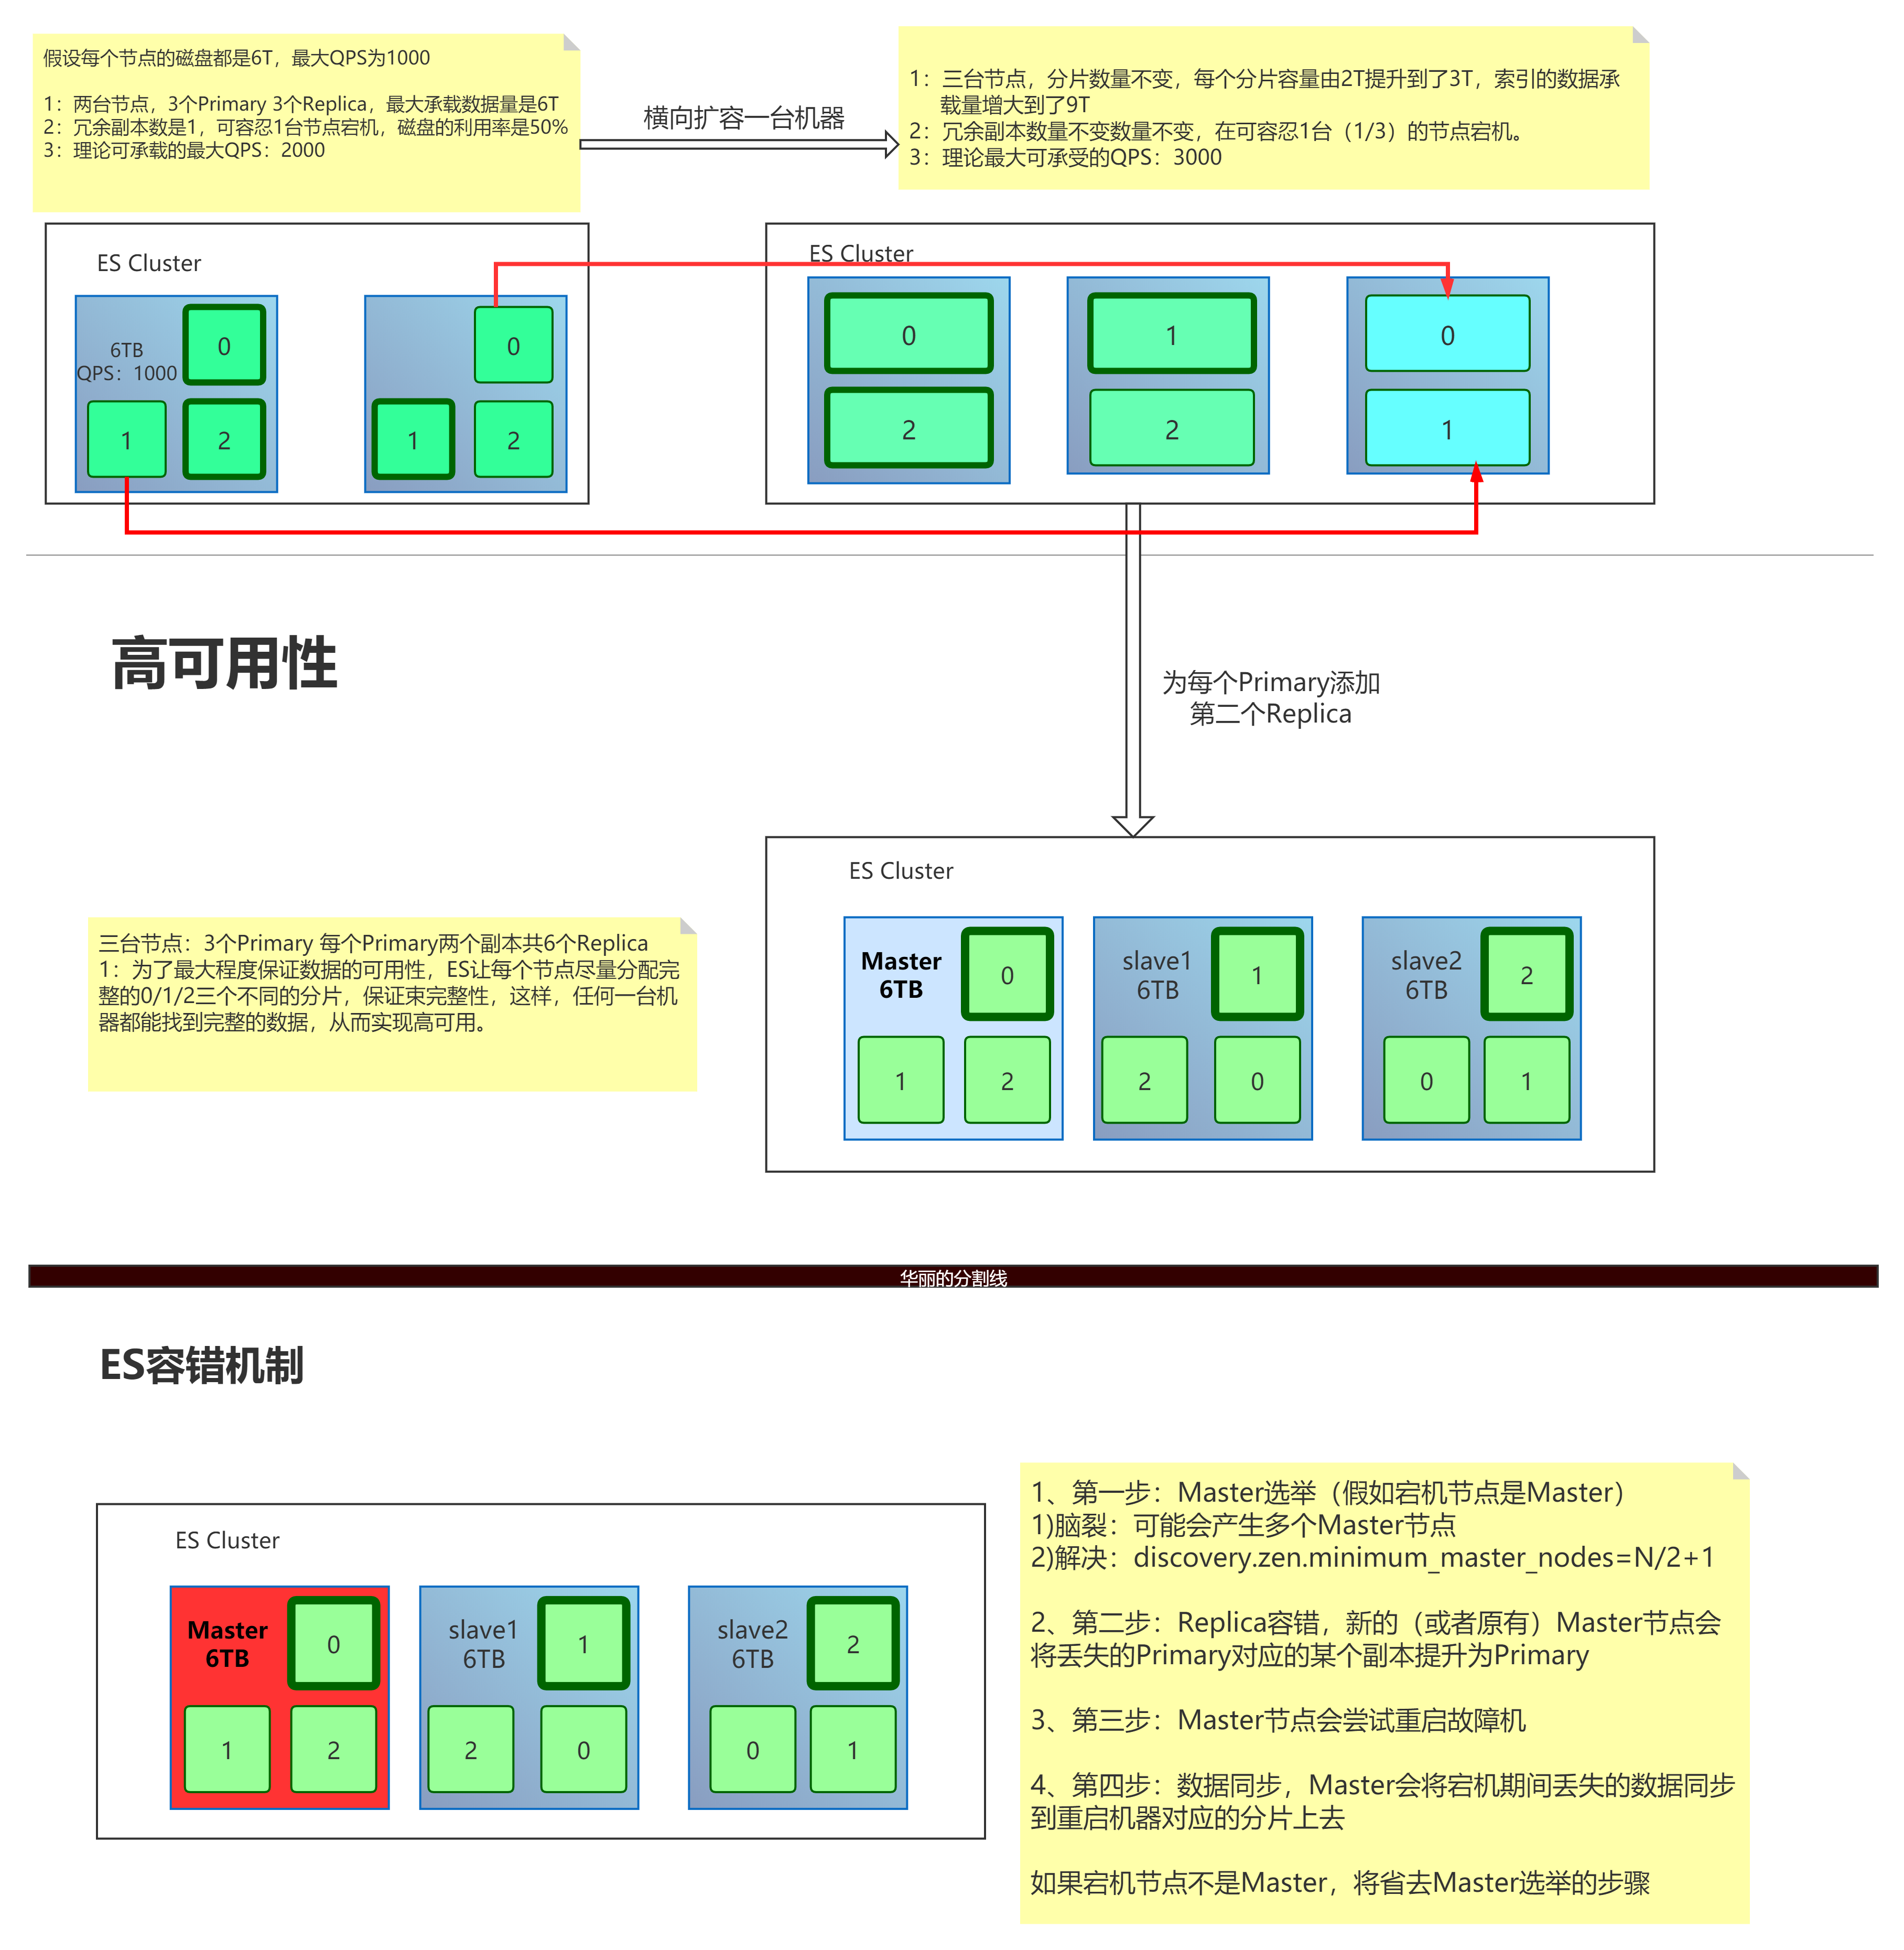 假设每个节点的磁盘都是6T，最大QPS为1000
1：两台节点，3个Primary 3个Replica，最大承载数据量是6T
2：冗余副本数是1，可容忍1台节点宕机，磁盘的利用率是50%
3：理论可承载的最大QPS：2000
横向扩容一台机器
1：三台节点，分片数量不变，每个分片容量由2T提升到了3T，索引的数据承
载量增大到了9T
2：冗余副本数量不变数量不变，在可容忍1台（1/3）的节点宕机。
3：理论最大可承受的QPS：3000
ES Cluster
6TB
QPS：1000
0
1
2
0
1
2
ES Cluster
0
2
1
2
0
1
高可用性
为每个Primary添加
第二个Replica
三台节点：3个Primary 每个Primary两个副本共6个Replica
1：为了最大程度保证数据的可用性，ES让每个节点尽量分配完
整的0/1/2三个不同的分片，保证束完整性，这样，任何一台机
器都能找到完整的数据，从而实现高可用。
ES Cluster
Master
6TB
0
1
2
slave1
6TB
1
2
0
slave2
6TB
2
0
1
华丽的分割线
ES容错机制
ES Cluster
Master
6TB
0
1
2
slave1
6TB
1
2
0
slave2
6TB
2
0
1
1、第一步：Master选举（假如宕机节点是Master）
1)脑裂：可能会产生多个Master节点
2)解决：discovery.zen.minimum_master_nodes=N/2+1
2、第二步：Replica容错，新的（或者原有）Master节点会
将丢失的Primary对应的某个副本提升为Primary
3、第三步：Master节点会尝试重启故障机
4、第四步：数据同步，Master会将宕机期间丢失的数据同步
到重启机器对应的分片上去
如果宕机节点不是Master，将省去Master选举的步骤